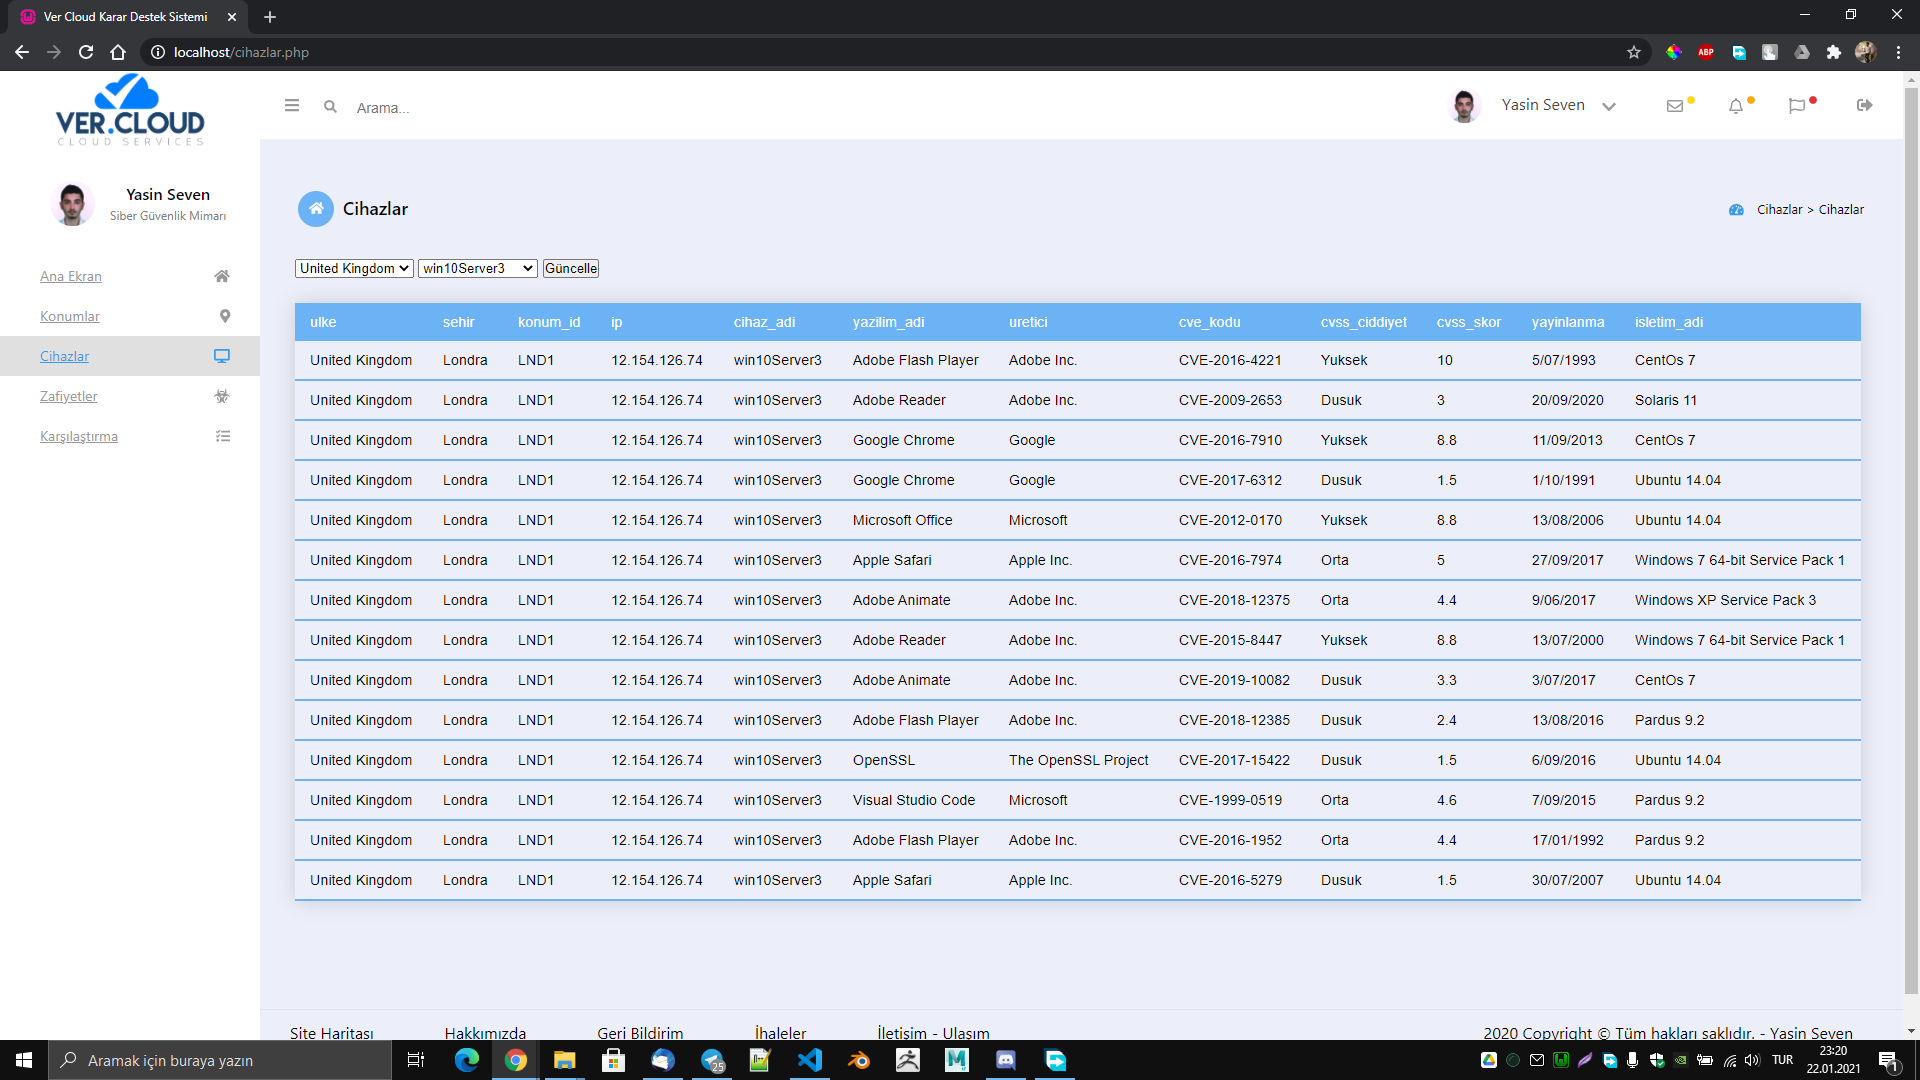 Ver Cloud Karar Destek Sistemi
localhost/cihazlar.php
ABP
VER.CLOUD
CLOUD SERVICES
Arama...
Yasin Seven
Yasin Seven
Siber Güvenlik Mimarı
Ana Ekran
Konumlar
Cihazlar
Zafiyetler
Karşılaştırma
Cihazlar
Cihazlar > Cihazlar
United Kingdom win10Server3 Güncelle
ulke sehir konum_id ip cihaz_adi yazilim_adi uretici cve_kodu cvss_ciddiyet cvss_skor yayinlanma isletim_adi
United Kingdom Londra LND1 12.154.126.74 win10Server3 Adobe Flash Player Adobe Inc. CVE-2016-4221 Yuksek 10 5/07/1993 CentOs 7
United Kingdom Londra LND1 12.154.126.74 win10Server3 Adobe Reader Adobe Inc. CVE-2009-2653 Dusuk 3 20/09/2020 Solaris 11
United Kingdom Londra LND1 12.154.126.74 win10Server3 Google Chrome Google CVE-2016-7910 Yuksek 8.8 11/09/2013 CentOs 7
United Kingdom Londra LND1 12.154.126.74 win10Server3 Google Chrome Google CVE-2017-6312 Dusuk 1.5 1/10/1991 Ubuntu 14.04
United Kingdom Londra LND1 12.154.126.74 win10Server3 Microsoft Office Microsoft CVE-2012-0170 Yuksek 8.8 13/08/2006 Ubuntu 14.04
United Kingdom Londra LND1 12.154.126.74 win10Server3 Apple Safari Apple Inc. CVE-2016-7974 Orta 5 27/09/2017 Windows 7 64-bit Service Pack 1
United Kingdom Londra LND1 12.154.126.74 win10Server3 Adobe Animate Adobe Inc. CVE-2018-12375 Orta 4.4 9/06/2017 Windows XP Service Pack 3
United Kingdom Londra LND1 12.154.126.74 win10Server3 Adobe Reader Adobe Inc. CVE-2015-8447 Yuksek 8.8 13/07/2000 Windows 7 64-bit Service Pack 1
United Kingdom Londra LND1 12.154.126.74 win10Server3 Adobe Animate Adobe Inc. CVE-2019-10082 Dusuk 3.3 3/07/2017 CentOs 7
United Kingdom Londra LND1 12.154.126.74 win10Server3 Adobe Flash Player Adobe Inc. CVE-2018-12385 Dusuk 2.4 13/08/2016 Pardus 9.2
United Kingdom Londra LND1 12.154.126.74 win10Server3 OpenSSL The OpenSSL Project CVE-2017-15422 Dusuk 1.5 6/09/2016 Ubuntu 14.04
United Kingdom Londra LND1 12.154.126.74 win10Server3 Visual Studio Code Microsoft CVE-1999-0519 Orta 4.6 7/09/2015 Pardus 9.2
United Kingdom Londra LND1 12.154.126.74 win10Server3 Adobe Flash Player Adobe Inc. CVE-2016-1952 Orta 4.4 17/01/1992 Pardus 9.2
United Kingdom Londra LND1 12.154.126.74 win10Server3 Apple Safari Apple Inc. CVE-2016-5279 Dusuk 1.5 30/07/2007 Ubuntu 14.04
Site Haritası Hakkımızda Geri Bildirim İhaleler İletişim - Ulaşım 2020 Copyright © Tüm hakları saklıdır. - Yasin Seven
Aramak için buraya yazın
25
M
TUR
23:20
22.01.2021
1